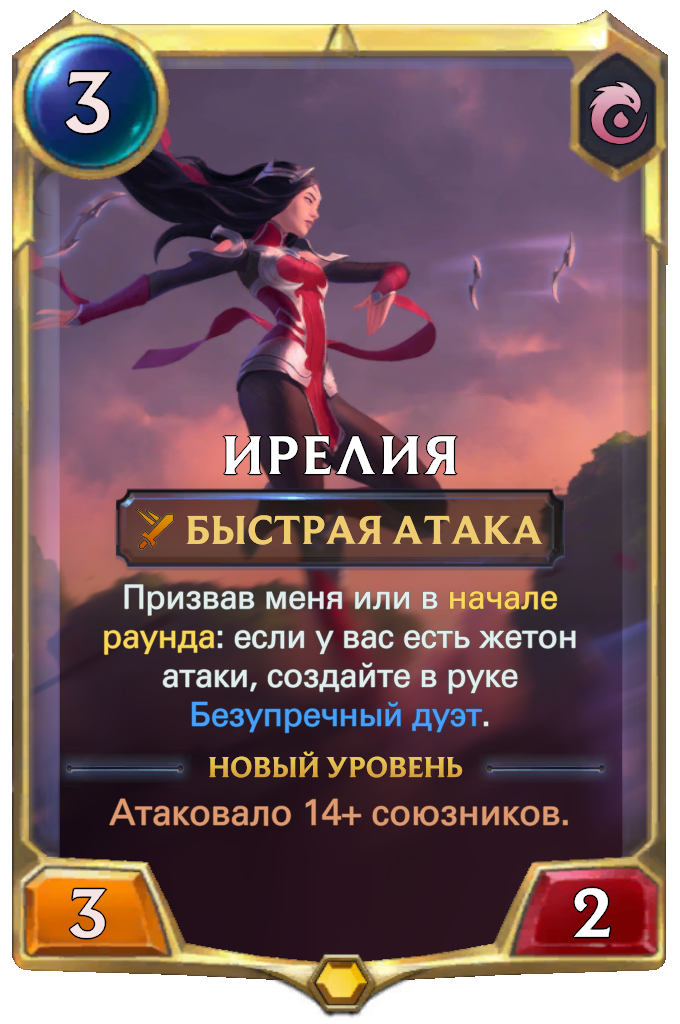 3
ИРЕЛИЯ
БЫСТРАЯ АТАКА
Призвав меня или в начале
раунда: если у вас есть жетон
атаки, создайте в руке
Безупречный дуэт.
НОВЫЙ УРОВЕНЬ
Атаковало 14+ союзников.
3 2